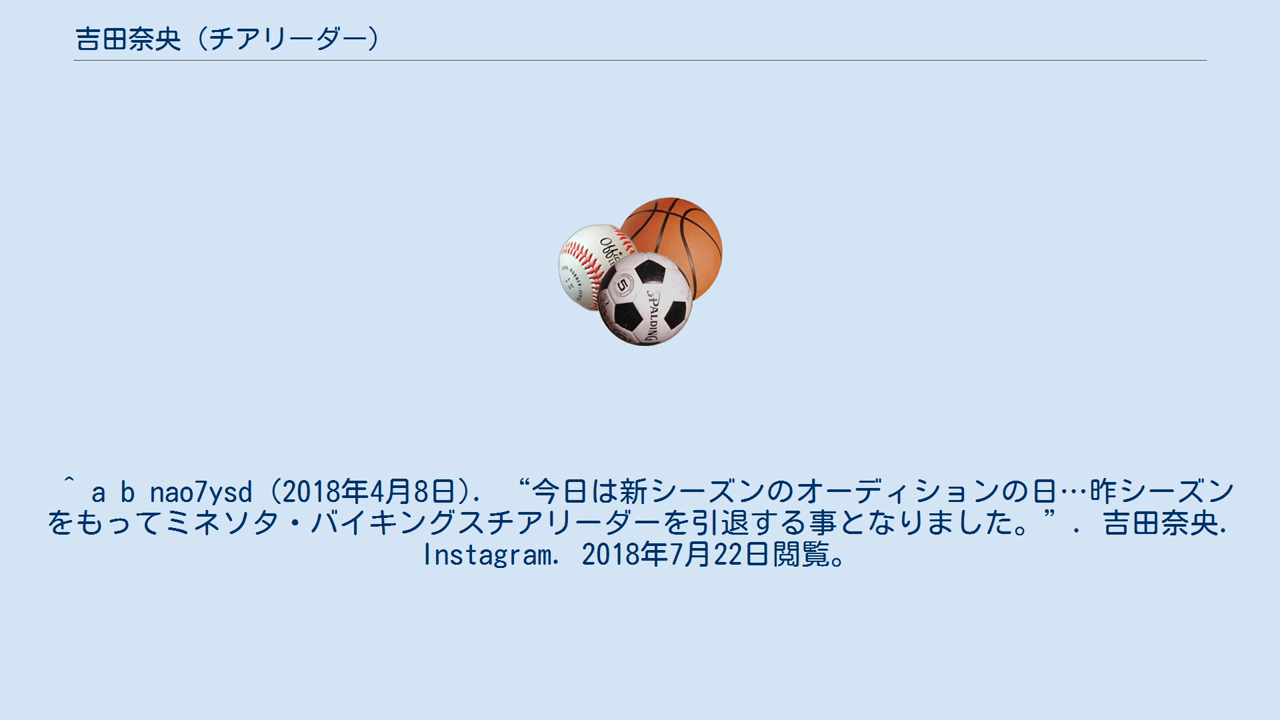 吉田奈央（チアリーダー）
Official
5
SPALDING
^ a b nao7ysd (2018年4月8日). “今日は新シーズンのオーディションの日…昨シーズン
をもってミネソタ・バイキングスチアリーダーを引退する事となりました。”. 吉田奈央.
Instagram. 2018年7月22日閲覧。